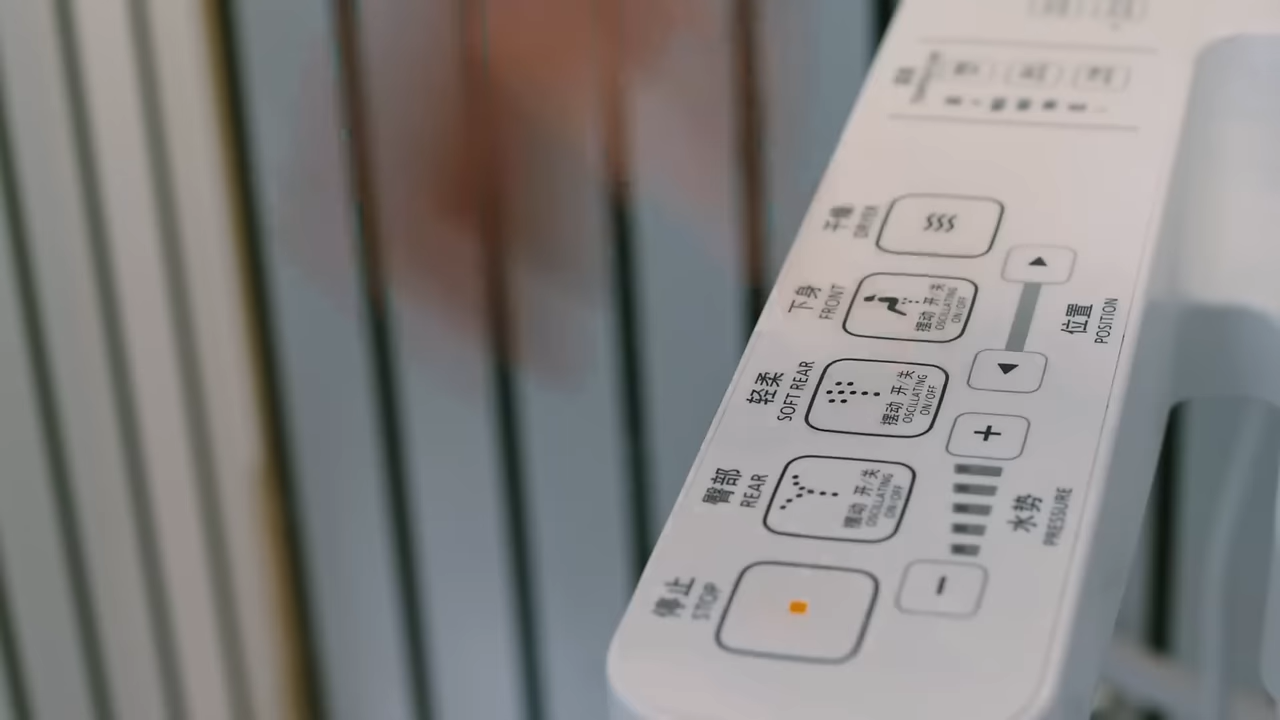 停止
STOP
臀部
REAR
摆动 开/关
OSCILLATING
ON/OFF
轻柔
SOFT REAR
摆动 开/关
OSCILLATING
ON/OFF
下身
FRONT
摆动 开/关
OSCILLATING
ON/OFF
干燥
DRYER
-
+
水势
PRESSURE
位置
POSITION